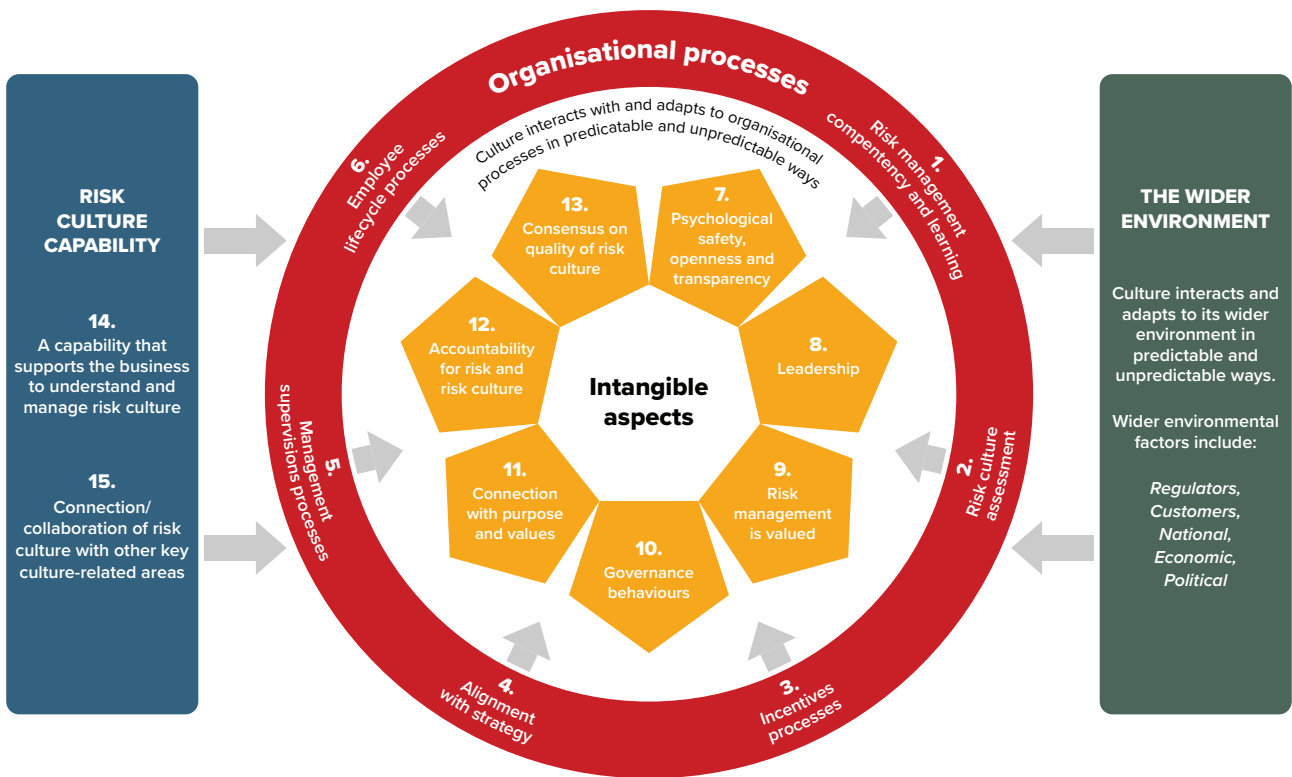 Organisational processes
Culture interacts with and adapts to organisational
processes in predicatable and unpredictable ways
RISK
CULTURE
CAPABILITY
14.
A capability that
supports the business
to understand and
manage risk culture
15.
Connection/
collaboration of risk
culture with other key
culture-related areas
1.
Risk management
compentency and learning
2.
Risk culture
assessment
3.
Incentives
processes
4.
Alignment
with strategy
5.
Management
supervisions processes
6.
Employee
lifecycle processes
Intangible
aspects
7.
Psychological
safety,
openness and
transparency
8.
Leadership
9.
Risk
management
is valued
10.
Governance
behaviours
11.
Connection
with purpose
and values
12.
Accountability
for risk and
risk culture
13.
Consensus on
quality of risk
culture
THE WIDER
ENVIRONMENT
Culture interacts and
adapts to its wider
environment in
predictable and
unpredictable ways.
Wider environmental
factors include:
Regulators,
Customers,
National,
Economic,
Political